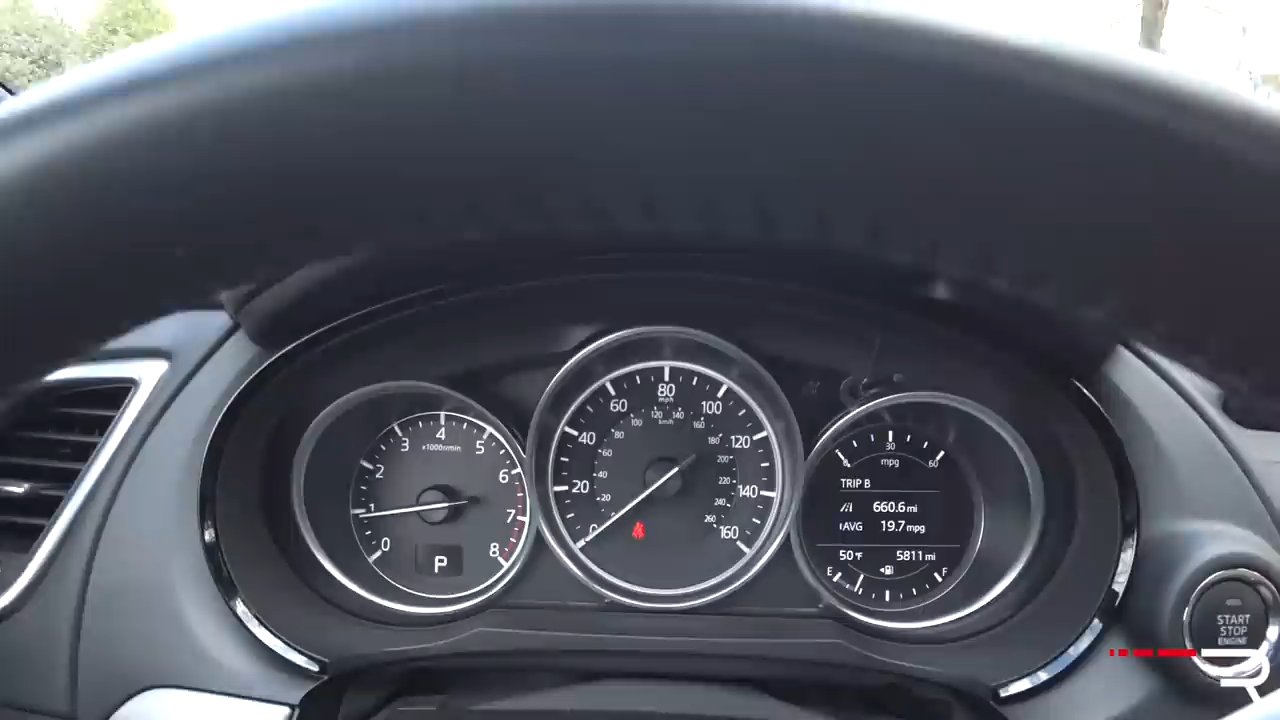 0
1
2
3
4
5
6
7
8
x1000r/min
P
0
20
40
60
80
100
120
140
160
mph
20
40
60
80
100
120
140
160
180
200
220
240
260
km/h
30
60
mpg
TRIP B
660.6 mi
AVG 19.7 mpg
50°F 5811 mi
E F
START
STOP
ENGINE